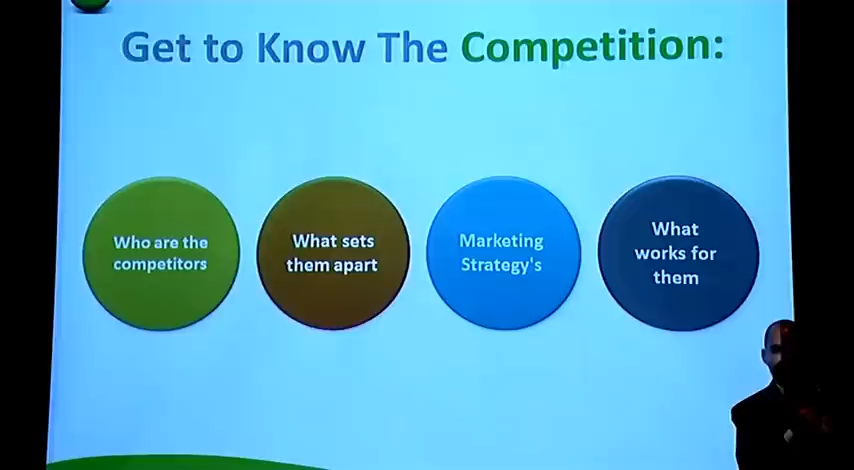 Get to Know The Competition:
Who are the
competitors
What sets
them apart
Marketing
Strategy's
What
works for
them